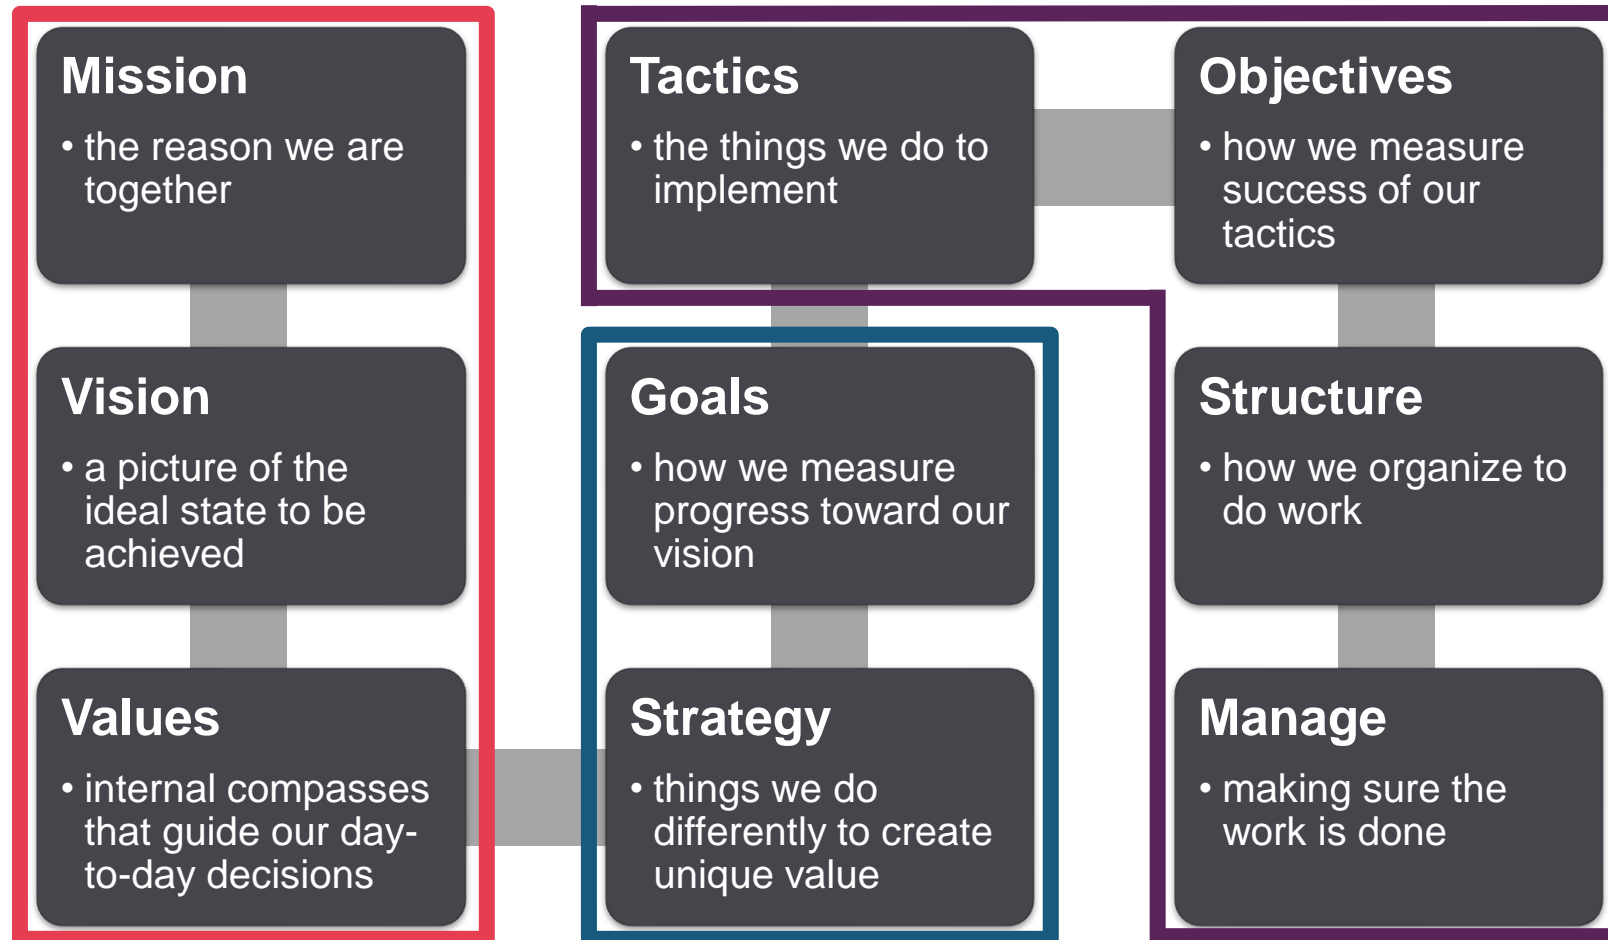 Mission
• the reason we are
together
Vision
• a picture of the
ideal state to be
achieved
Values
• internal compasses
that guide our day-
to-day decisions
Strategy
• things we do
differently to create
unique value
Goals
• how we measure
progress toward our
vision
Tactics
• the things we do to
implement
Objectives
• how we measure
success of our
tactics
Structure
• how we organize to
do work
Manage
• making sure the
work is done